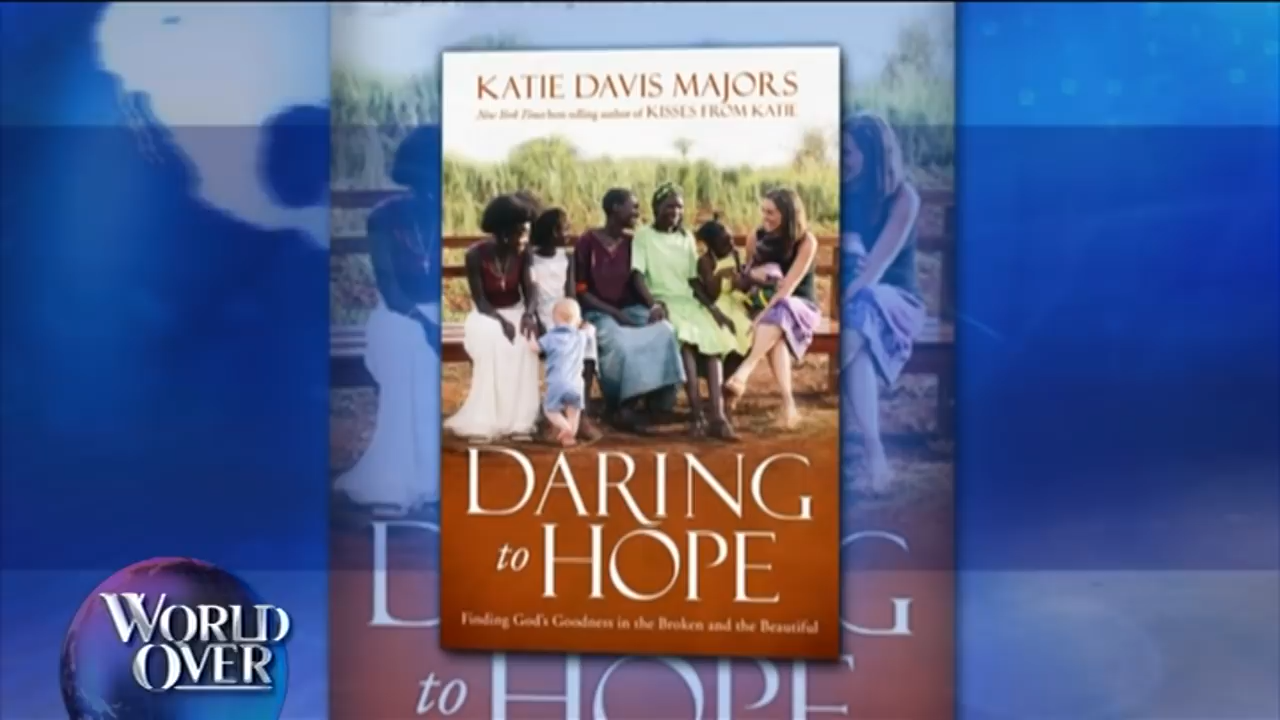 KATIE DAVIS MAJORS
New York Times best-selling author of KISSES FROM KATIE
DARING
to HOPE
Finding God's Goodness in the Broken and the Beautiful
WORLD
OVER
D G
to HOPE